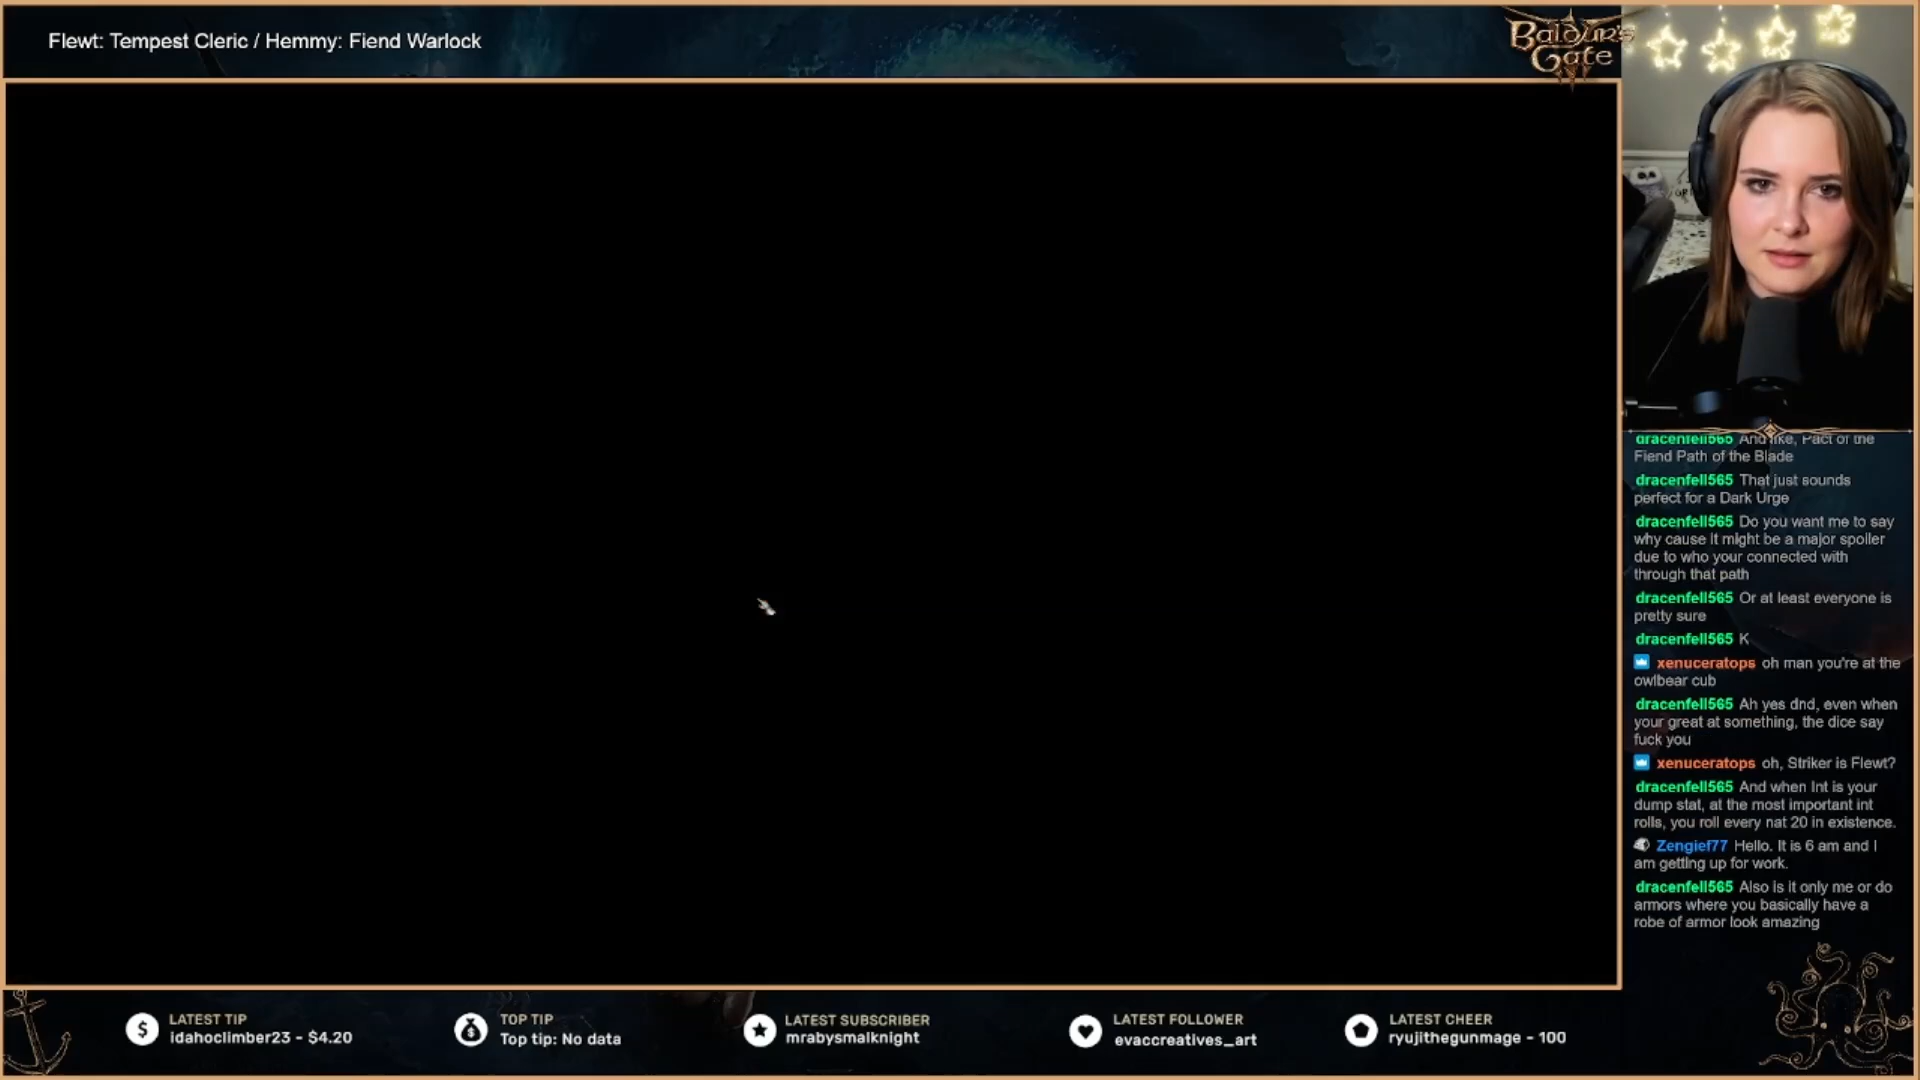 Flewt: Tempest Cleric / Hemmy: Fiend Warlock
Baldur's
Gate
dracenfell565 And like, Pact of the
Fiend Path of the Blade
dracenfell565 That just sounds
perfect for a Dark Urge
dracenfell565 Do you want me to say
why cause it might be a major spoiler
due to who your connected with
through that path
dracenfell565 Or at least everyone is
pretty sure
dracenfell565 K
xenuceratops oh man you're at the
owlbear cub
dracenfell565 Ah yes dnd, even when
your great at something, the dice say
fuck you
xenuceratops oh, Striker is Flewt?
dracenfell565 And when Int is your
dump stat, at the most important int
rolls, you roll every nat 20 in existence.
Zengief77 Hello. It is 6 am and I
am getting up for work.
dracenfell565 Also is it only me or do
armors where you basically have a
robe of armor look amazing
LATEST TIP
idahoclimber23 - $4.20
TOP TIP
Top tip: No data
LATEST SUBSCRIBER
mrabysmalknight
LATEST FOLLOWER
evaccreatives_art
LATEST CHEER
ryujithegunmage - 100